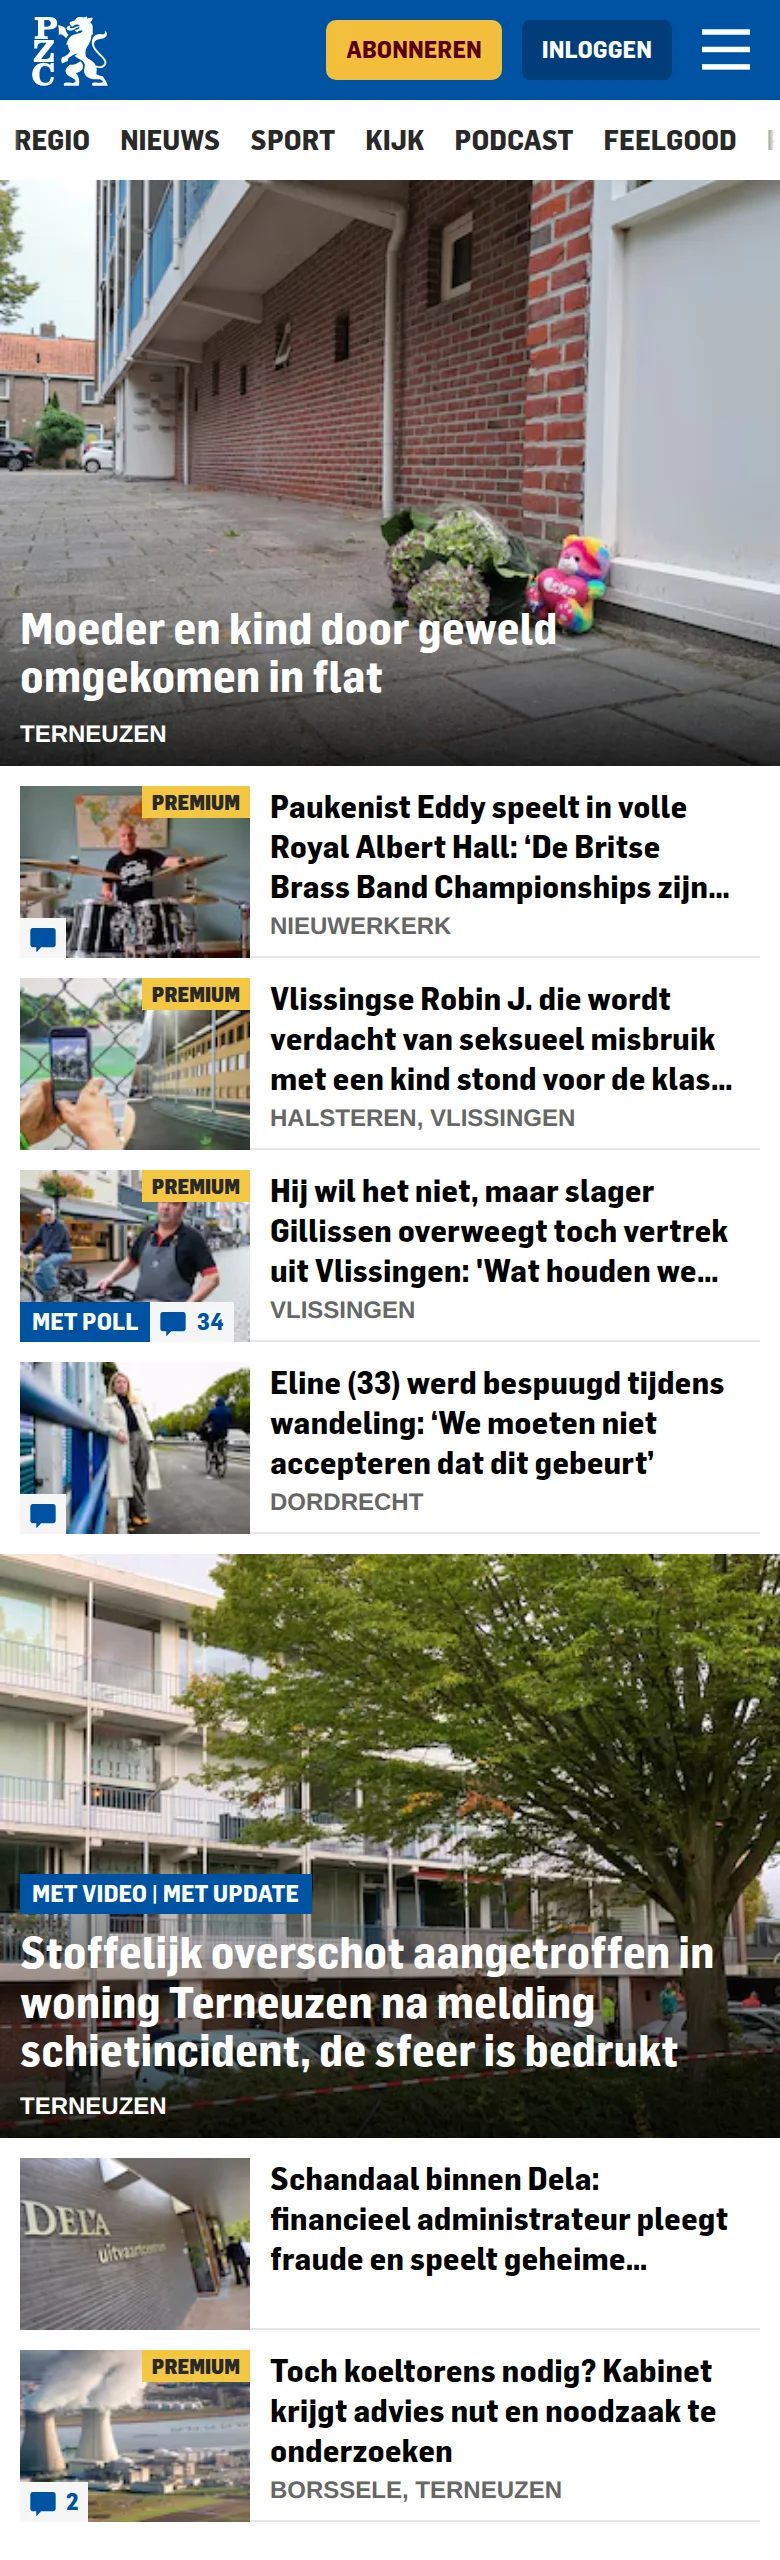 PZC
ABONNEREN
INLOGGEN
REGIO NIEUWS SPORT KIJK PODCAST FEELGOOD
Moeder en kind door geweld
omgekomen in flat
TERNEUZEN
PREMIUM
Paukenist Eddy speelt in volle
Royal Albert Hall: ‘De Britse
Brass Band Championships zijn...
NIEUWERKERK
PREMIUM
Vlissingse Robin J. die wordt
verdacht van seksueel misbruik
met een kind stond voor de klas...
HALSTEREN, VLISSINGEN
PREMIUM
MET POLL
34
Hij wil het niet, maar slager
Gillissen overweegt toch vertrek
uit Vlissingen: 'Wat houden we...
VLISSINGEN
Eline (33) werd bespuugd tijdens
wandeling: ‘We moeten niet
accepteren dat dit gebeurt’
DORDRECHT
MET VIDEO | MET UPDATE
Stoffelijk overschot aangetroffen in
woning Terneuzen na melding
schietincident, de sfeer is bedrukt
TERNEUZEN
DELA
uitvaartcentrum
Schandaal binnen Dela:
financieel administrateur pleegt
fraude en speelt geheime...
PREMIUM
2
Toch koeltorens nodig? Kabinet
krijgt advies nut en noodzaak te
onderzoeken
BORSSELE, TERNEUZEN